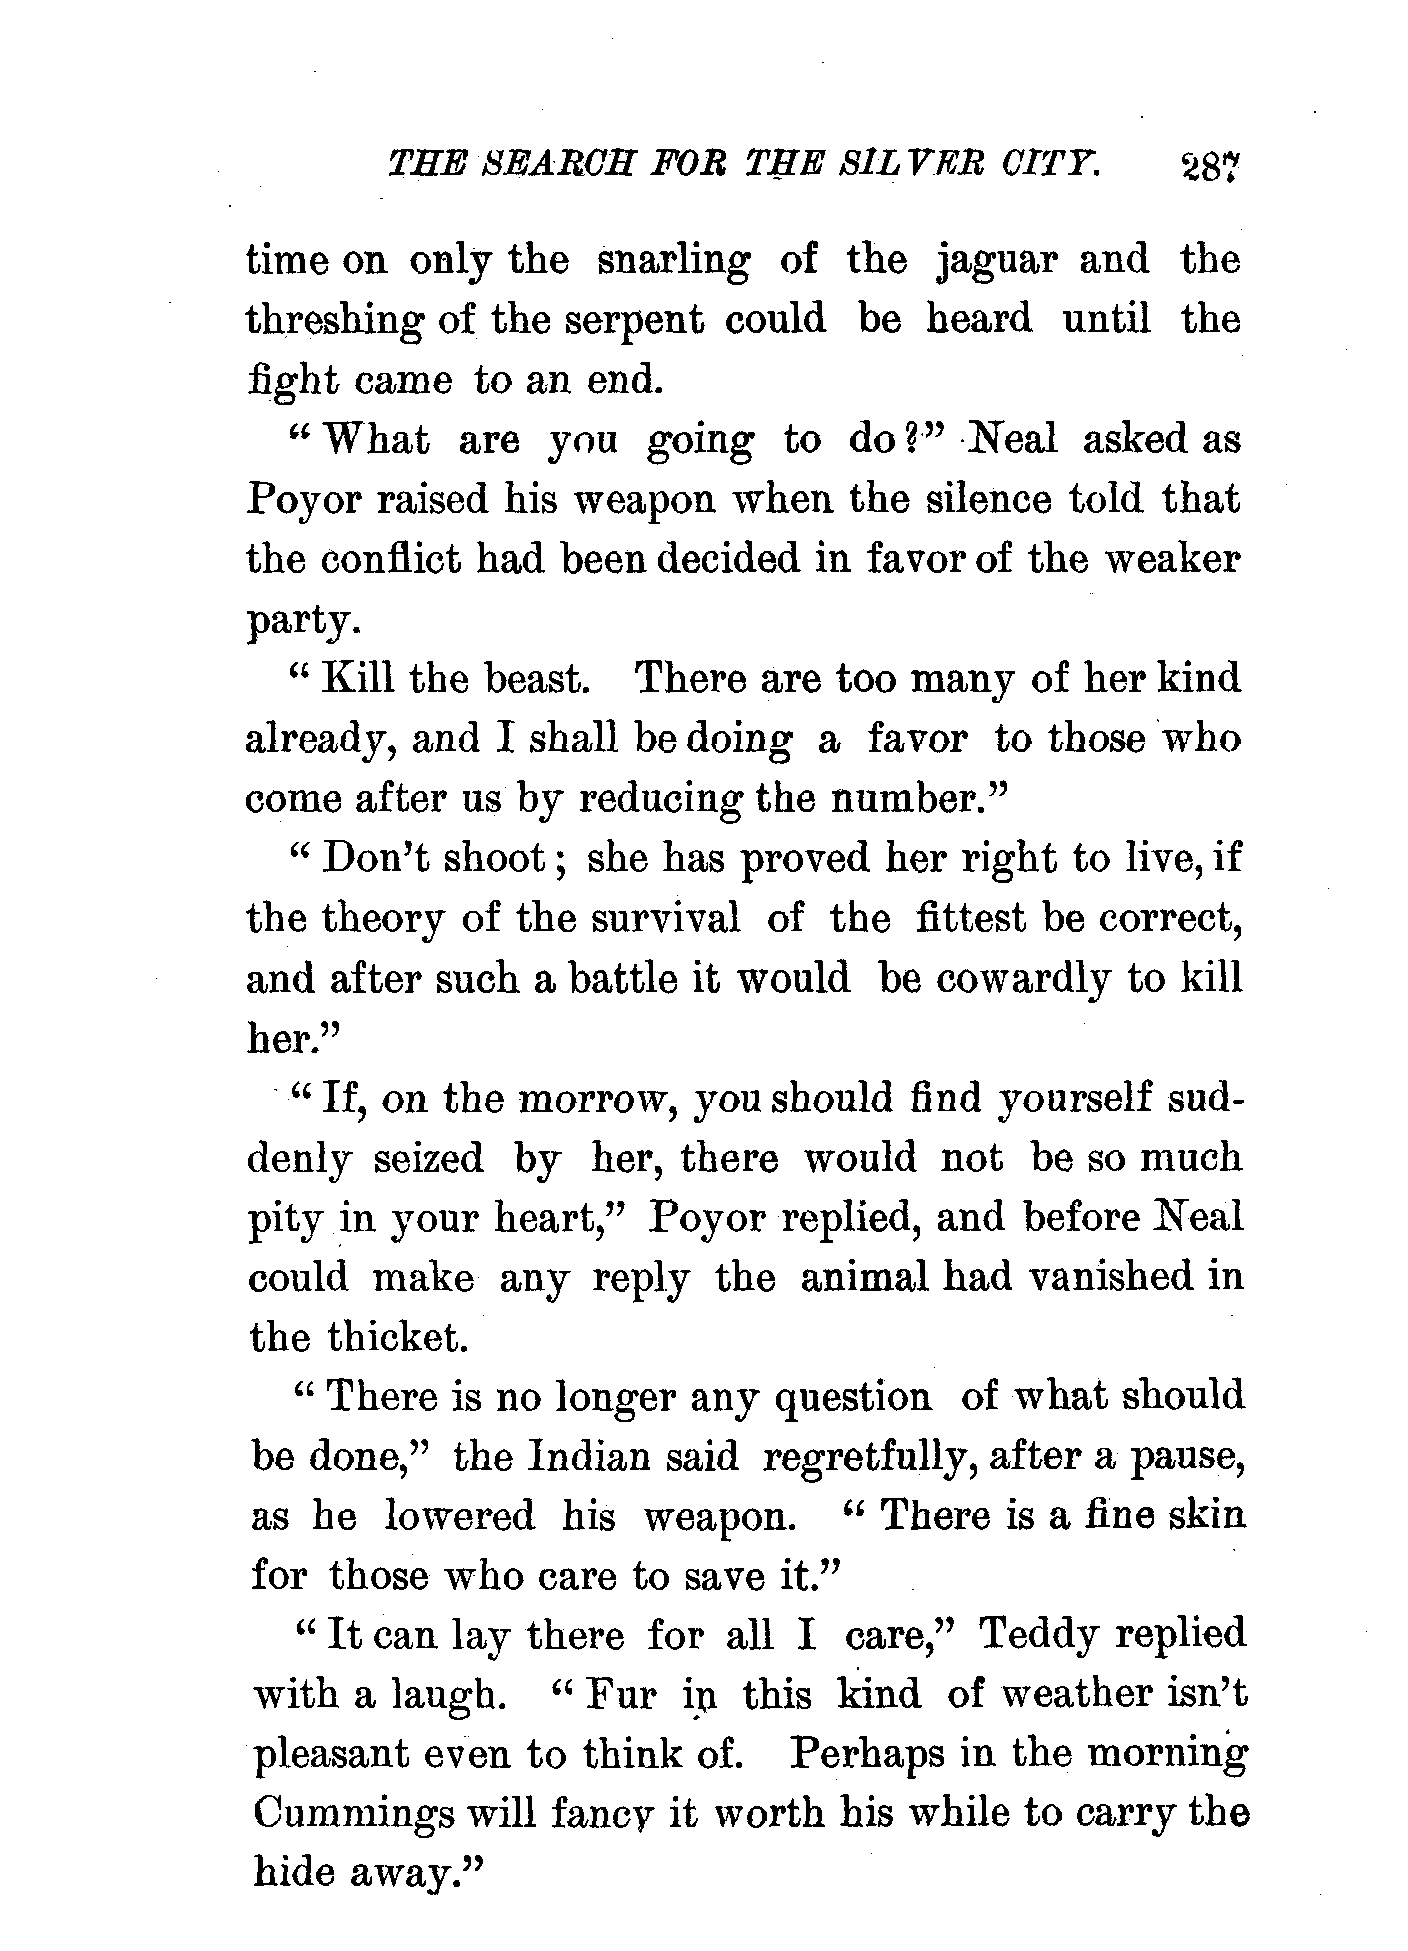 THE SEARCH FOR THE SILVER CITY. 287
time on only the snarling of the jaguar and the
threshing of the serpent could be heard until the
fight came to an end.
“ What are you going to do?” Neal asked as
Poyor raised his weapon when the silence told that
the conflict had been decided in favor of the weaker
party.
“ Kill the beast. There are too many of her kind
already, and I shall be doing a favor to those who
come after us by reducing the number.”
“ Don’t shoot ; she has proved her right to live, if
the theory of the survival of the fittest be correct,
and after such a battle it would be cowardly to kill
her.”
“ If, on the morrow, you should find yourself sud-
denly seized by her, there would not be so much
pity in your heart,” Poyor replied, and before Neal
could make any reply the animal had vanished in
the thicket.
“ There is no longer any question of what should
be done,” the Indian said regretfully, after a pause,
as he lowered his weapon. “ There is a fine skin
for those who care to save it.”
“ It can lay there for all I care,” Teddy replied
with a laugh. “ Fur in this kind of weather isn’t
pleasant even to think of. Perhaps in the morning
Cummings will fancy it worth his while to carry the
hide away.”